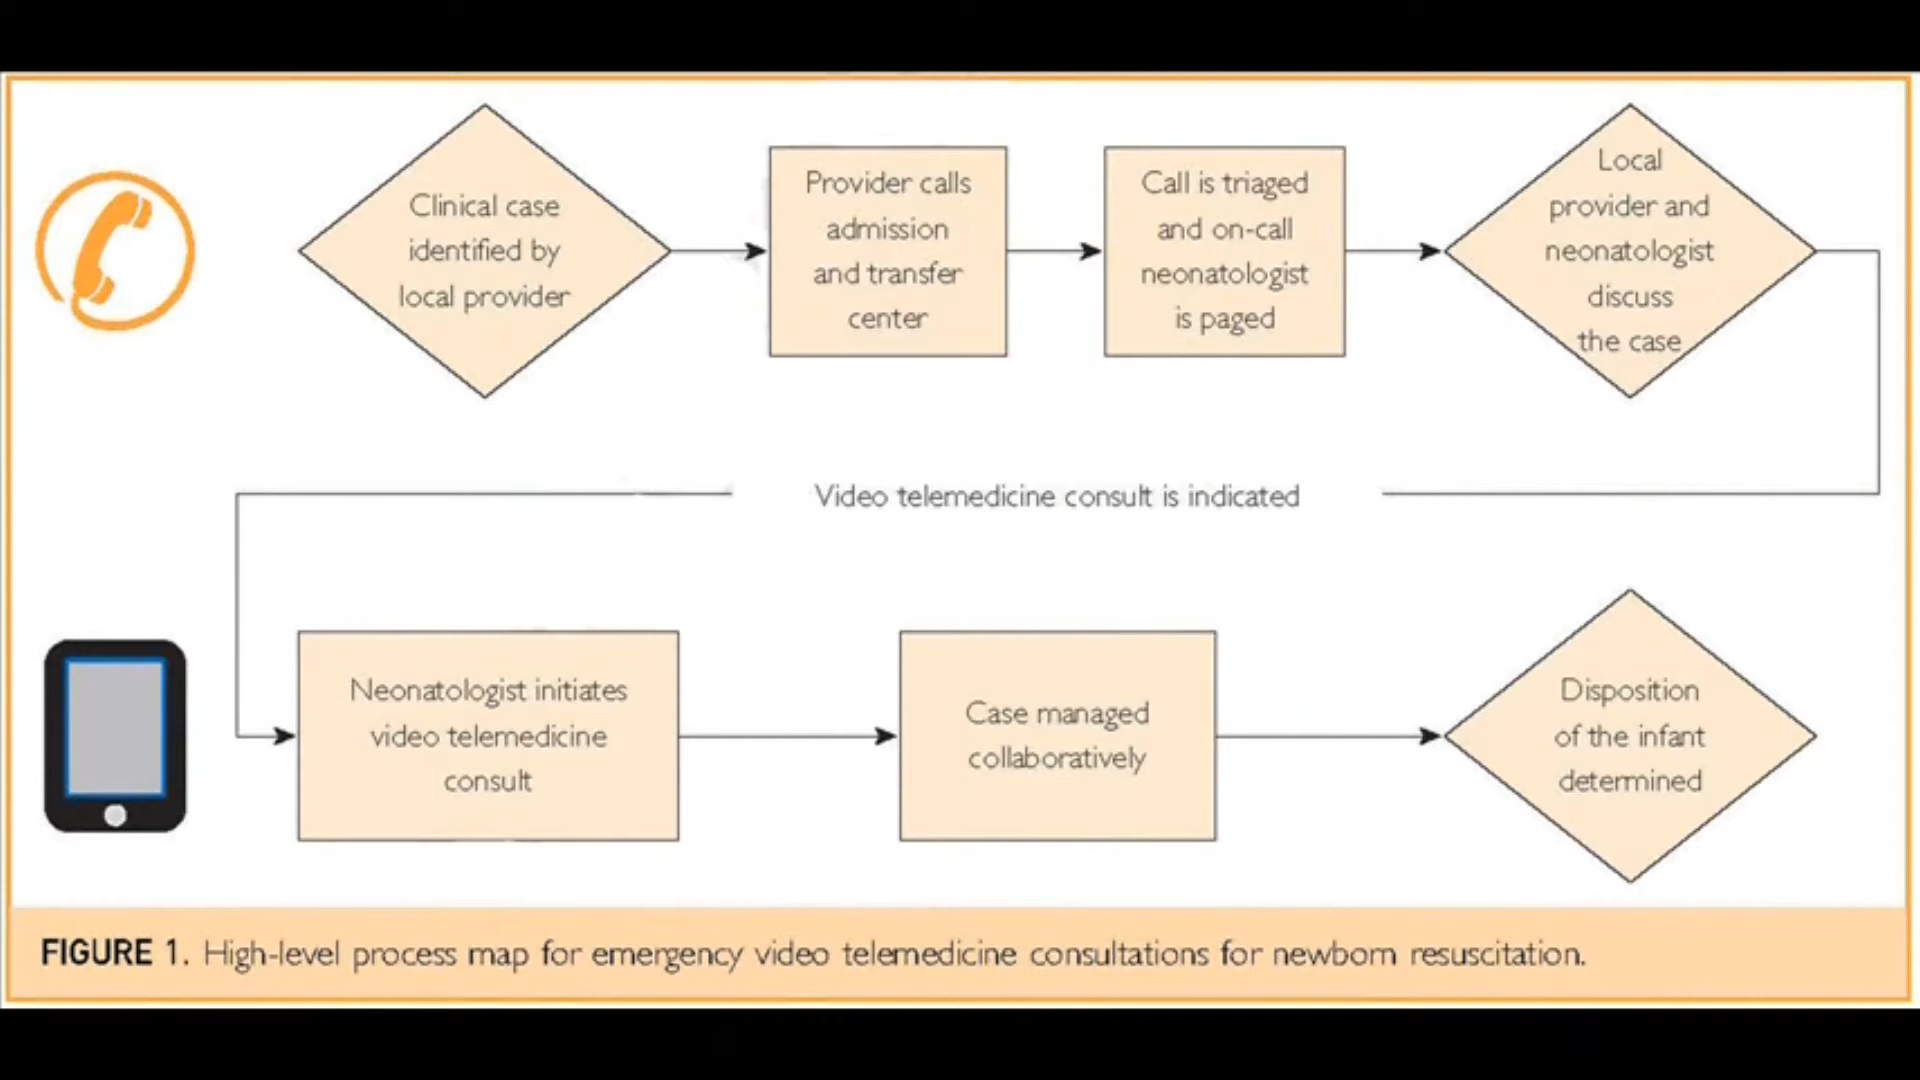 Clinical case
identified by
local provider
Provider calls
admission
and transfer
center
Call is triaged
and on-call
neonatologist
is paged
Local
provider and
neonatologist
discuss
the case
Video telemedicine consult is indicated
Neonatologist initiates
video telemedicine
consult
Case managed
collaboratively
Disposition
of the infant
determined
FIGURE 1. High-level process map for emergency video telemedicine consultations for newborn resuscitation.